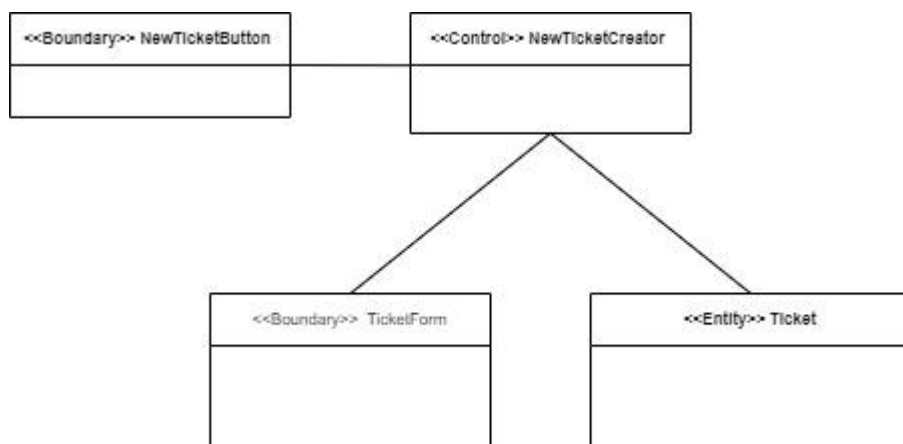 <<Boundary>> NewTicketButton
<<Control>> NewTicketCreator
<<Boundary>> TicketForm
<<Entity>> Ticket